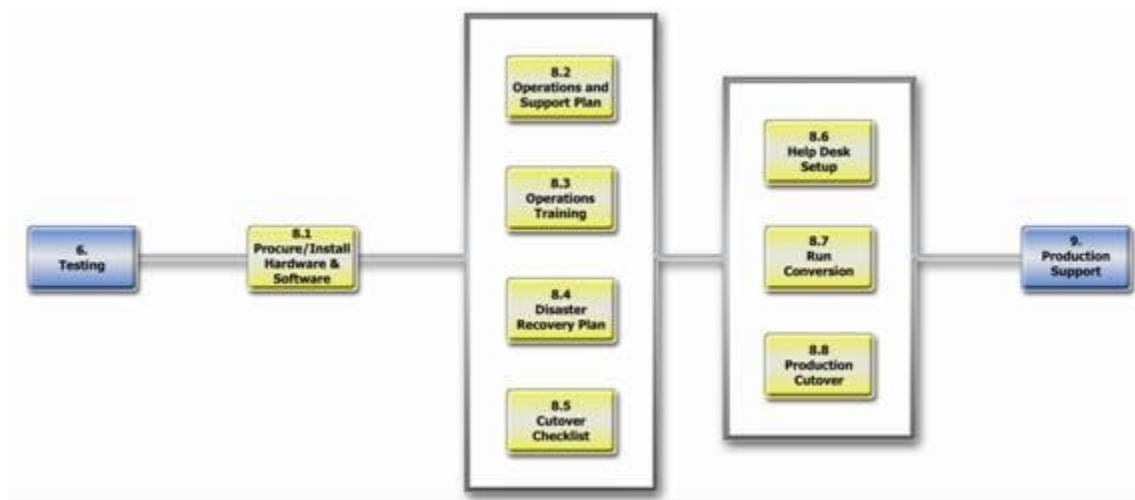 6.
Testing
8.1
Procure/Install
Hardware &
Software
8.2
Operations and
Support Plan
8.3
Operations
Training
8.4
Disaster
Recovery Plan
8.5
Cutover
Checklist
8.6
Help Desk
Setup
8.7
Run
Conversion
8.8
Production
Cutover
9.
Production
Support